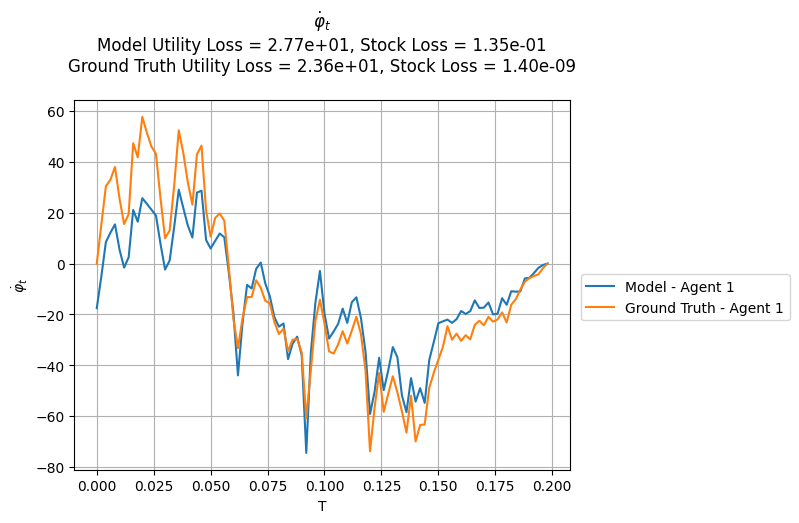 φ̇ₜ
Model Utility Loss = 2.77e+01, Stock Loss = 1.35e-01
Ground Truth Utility Loss = 2.36e+01, Stock Loss = 1.40e-09
60
40
20
0
−20
−40
−60
−80
φ̇ₜ
0.000
0.025
0.050
0.075
0.100
0.125
0.150
0.175
0.200
T
Model - Agent 1
Ground Truth - Agent 1